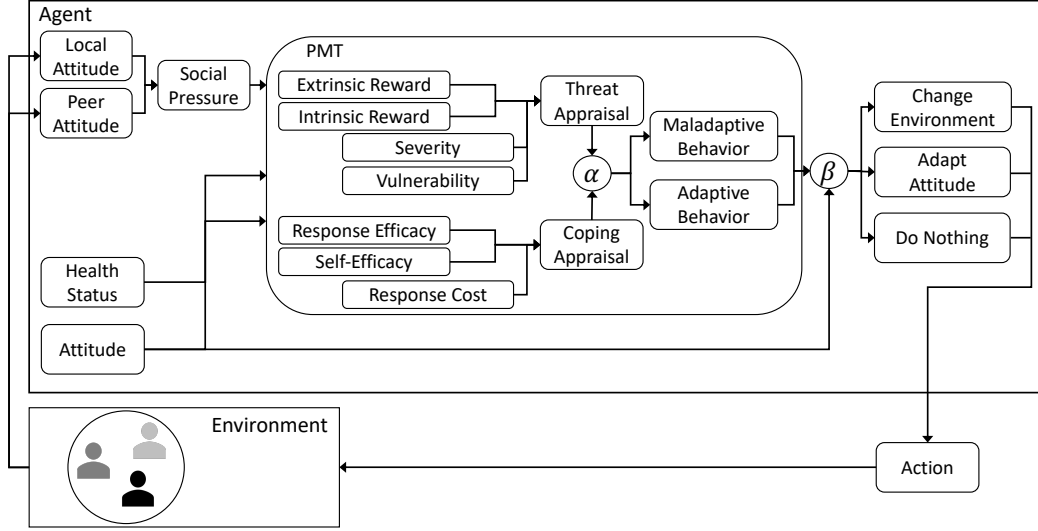 Agent
Local
Attitude
Peer
Attitude
Social
Pressure
PMT
Extrinsic Reward
Intrinsic Reward
Severity
Vulnerability
Threat
Appraisal
α
Response Efficacy
Self-Efficacy
Response Cost
Coping
Appraisal
Maladaptive
Behavior
Adaptive
Behavior
β
Change
Environment
Adapt
Attitude
Do Nothing
Health
Status
Attitude
Environment
Action